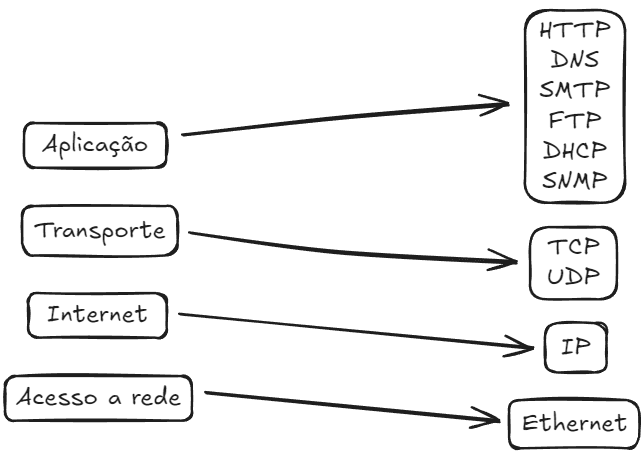 Aplicação
Transporte
Internet
Acesso a rede
HTTP
DNS
SMTP
FTP
DHCP
SNMP
TCP
UDP
IP
Ethernet